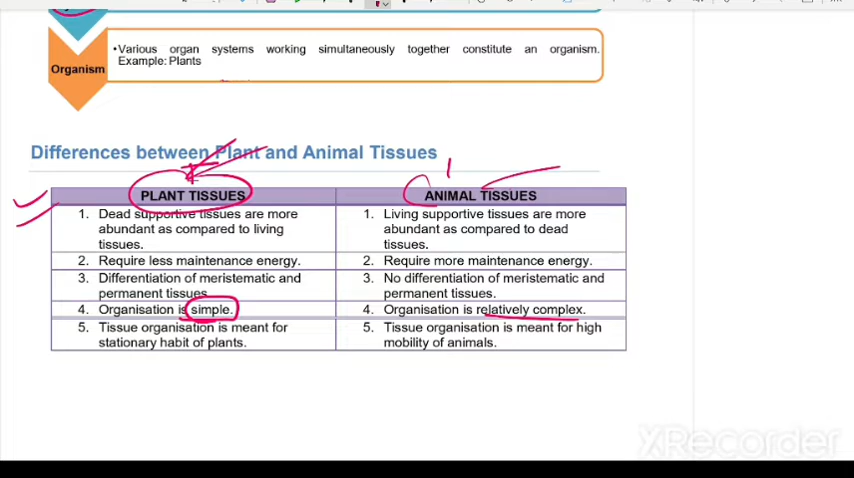 •Various organ systems working simultaneously together constitute an organism.
Example: Plants
Organism
Differences between Plant and Animal Tissues
PLANT TISSUES
ANIMAL TISSUES
1. Dead supportive tissues are more
abundant as compared to living
tissues.
1. Living supportive tissues are more
abundant as compared to dead
tissues.
2. Require less maintenance energy.
2. Require more maintenance energy.
3. Differentiation of meristematic and
permanent tissues.
3. No differentiation of meristematic and
permanent tissues.
4. Organisation is simple.
4. Organisation is relatively complex.
5. Tissue organisation is meant for
stationary habit of plants.
5. Tissue organisation is meant for high
mobility of animals.
XRecorder